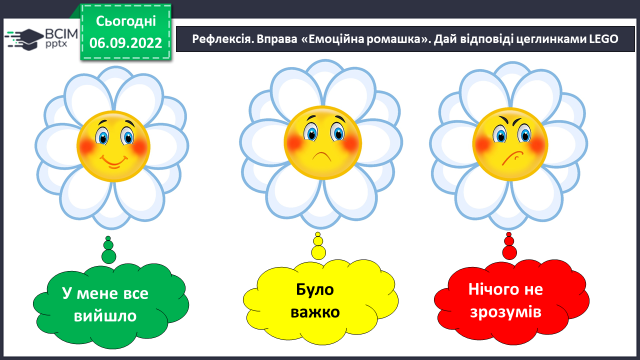 Сьогодні
06.09.2022
BCIM
pptx
Рефлексія. Вправа «Емоційна ромашка». Дай відповіді цеглинками LEGO
У мене все
вийшло
Було
важко
Нічого не
зрозумів